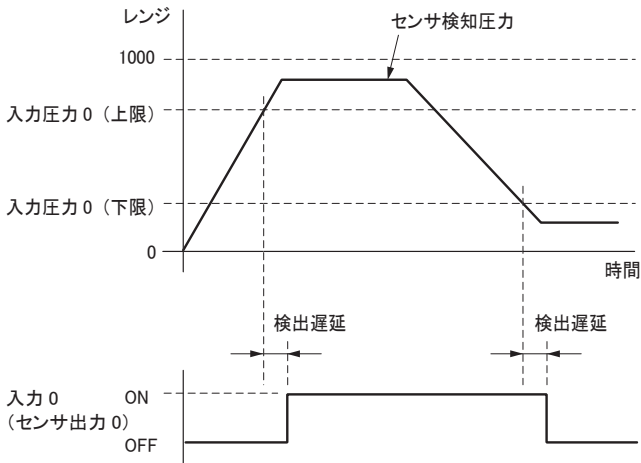 レンジ
センサ検知圧力
1000
入力圧力 0（上限）
入力圧力 0（下限）
0
時間
検出遅延
検出遅延
入力 0
（センサ出力 0）
ON
OFF